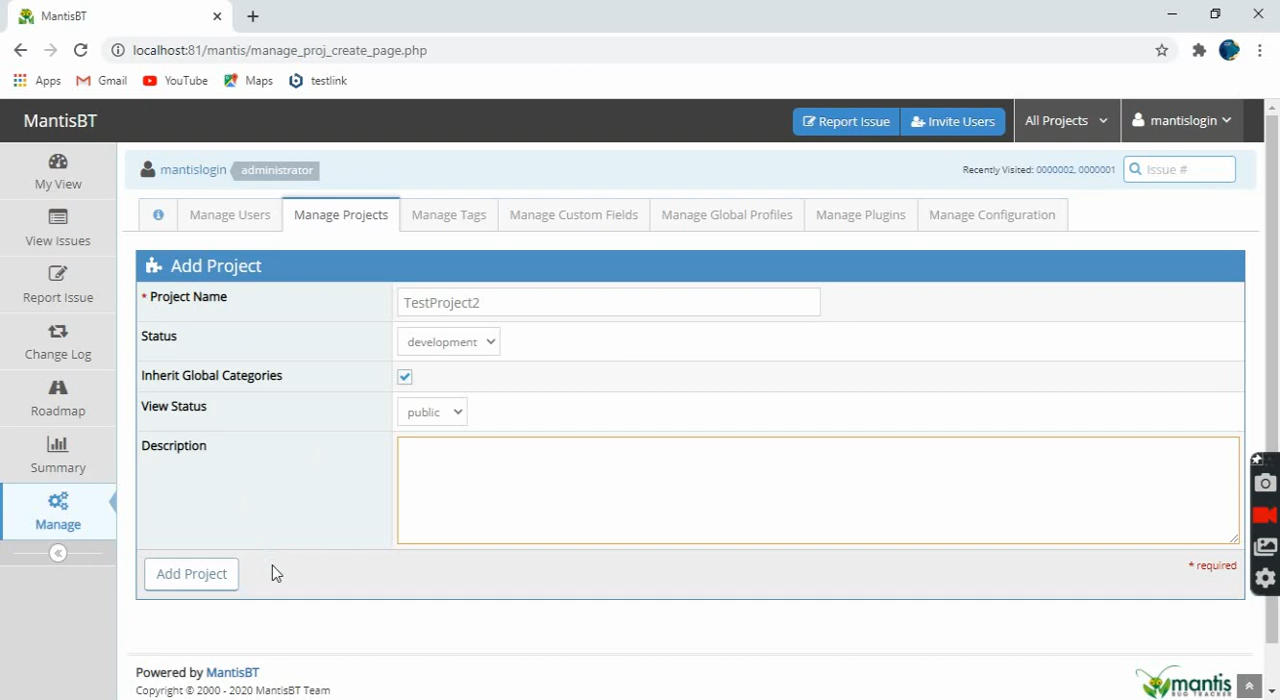 MantisBT
localhost:81/mantis/manage_proj_create_page.php
Apps Gmail YouTube Maps testlink
MantisBT Report Issue Invite Users All Projects mantislogin
mantislogin administrator Recently Visited: 0000002, 0000001 Issue #
My View
View Issues
Report Issue
Change Log
Roadmap
Summary
Manage
Manage Users Manage Projects Manage Tags Manage Custom Fields Manage Global Profiles Manage Plugins Manage Configuration
Add Project
* Project Name TestProject2
Status development
Inherit Global Categories
View Status public
Description
Add Project * required
Powered by MantisBT
Copyright © 2000 - 2020 MantisBT Team
mantis
BUG TRACKER